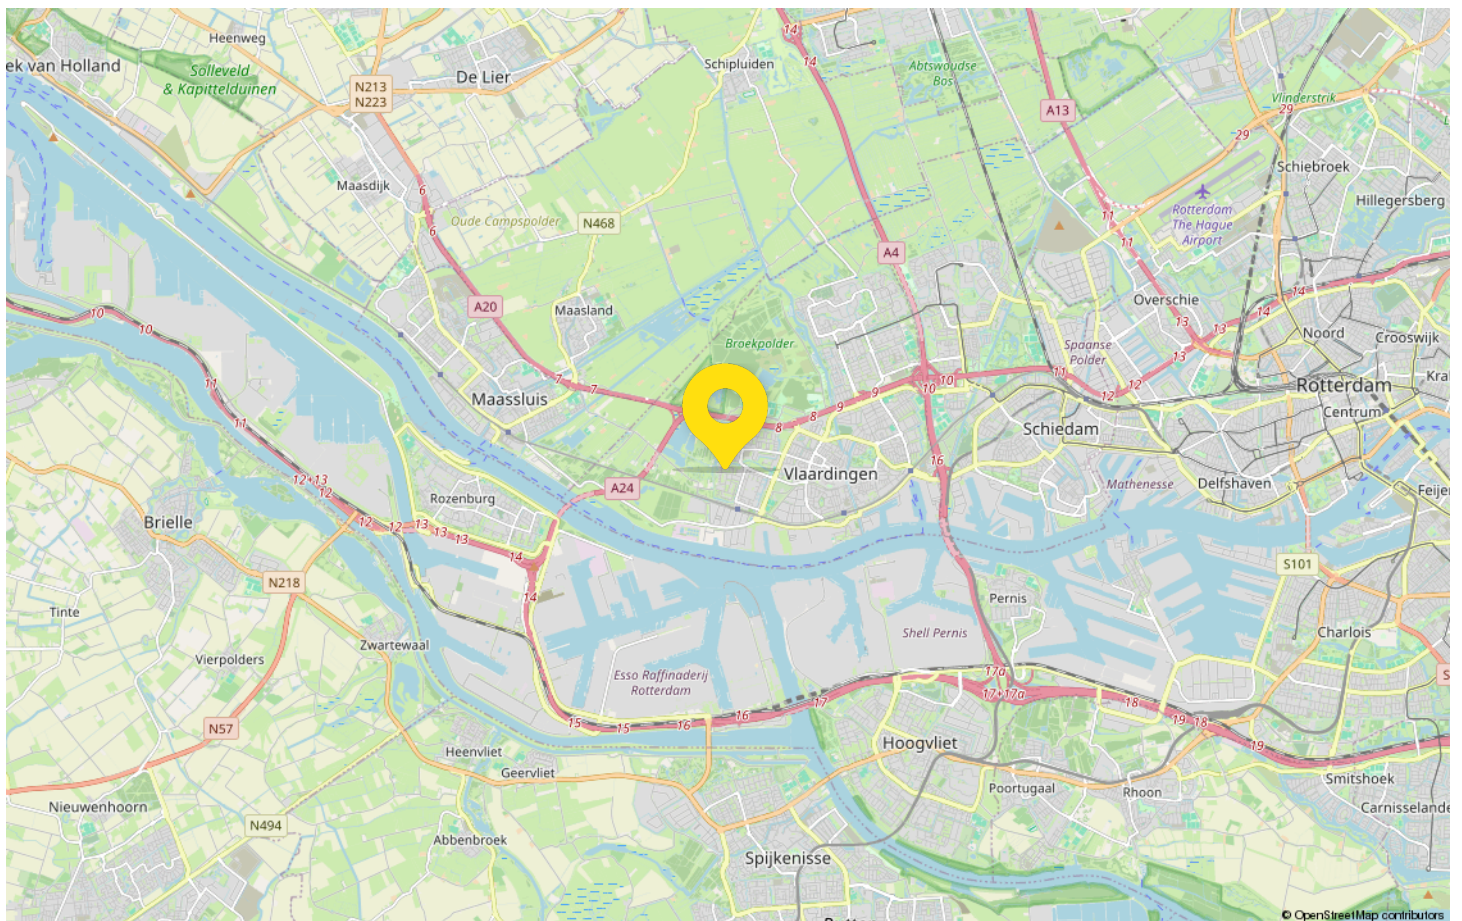 Heenweg
14
ek van Holland
Solleveld
& Kapittelduinen
De Lier
Schipluiden
14
Abtswoudse
Bos
N213
N223
Vlinderstrik
A13
29
29
Schiebroek
Maasdijk
6
Rotterdam
The Hague
Airport
Hillegersberg
Oude Campspolder
N468
6
11
11
A4
14
A20
Maasland
Overschie
10
10
13
13
14
Noord
Crooswijk
Broekpolder
Spaanse
Polder
13
11
7
7
10
10
11
12
12
Rotterdam
Kra
Maassluis
9
9
8
8
Centrum
11
Schiedam
16
Vlaardingen
12+13
12
A24
Mathenesse
Delfshaven
Feijen
Rozenburg
Brielle
12
12
13
13
14
S101
N218
14
Pernis
Tinte
Zwartewaal
Shell Pernis
Charlois
Vierpolders
Esso Raffinaderij
Rotterdam
17a
17+17a
S
N57
15
15
16
16
17
18
19
18
19
Heenvliet
Hoogvliet
Geervliet
Poortugaal
Rhoon
Smitshoek
Nieuwenhoorn
Carnisselande
N494
Abbenbroek
Spijkenisse
© OpenStreetMap contributors